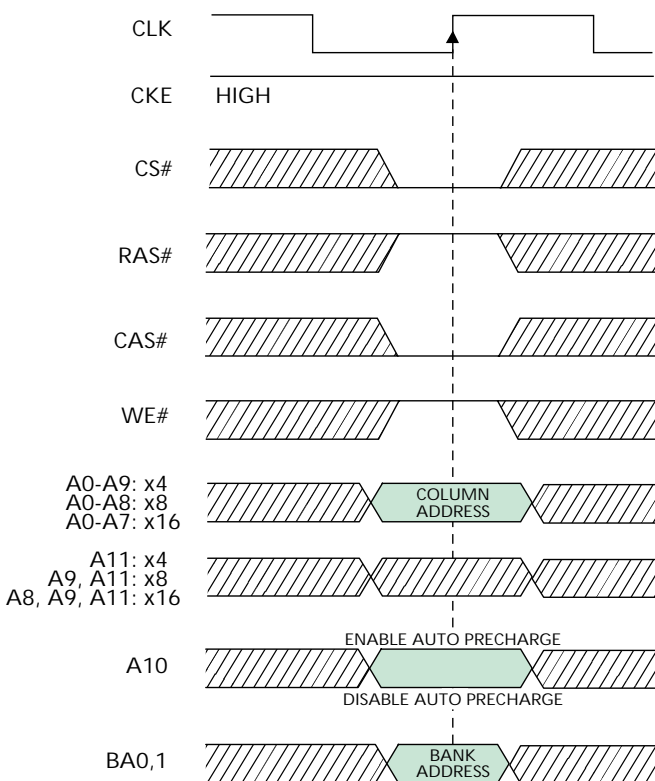 CLK
CKE HIGH
CS#
RAS#
CAS#
WE#
A0-A9: x4
A0-A8: x8
A0-A7: x16
COLUMN
ADDRESS
A11: x4
A9, A11: x8
A8, A9, A11: x16
ENABLE AUTO PRECHARGE
A10
DISABLE AUTO PRECHARGE
BA0,1
BANK
ADDRESS